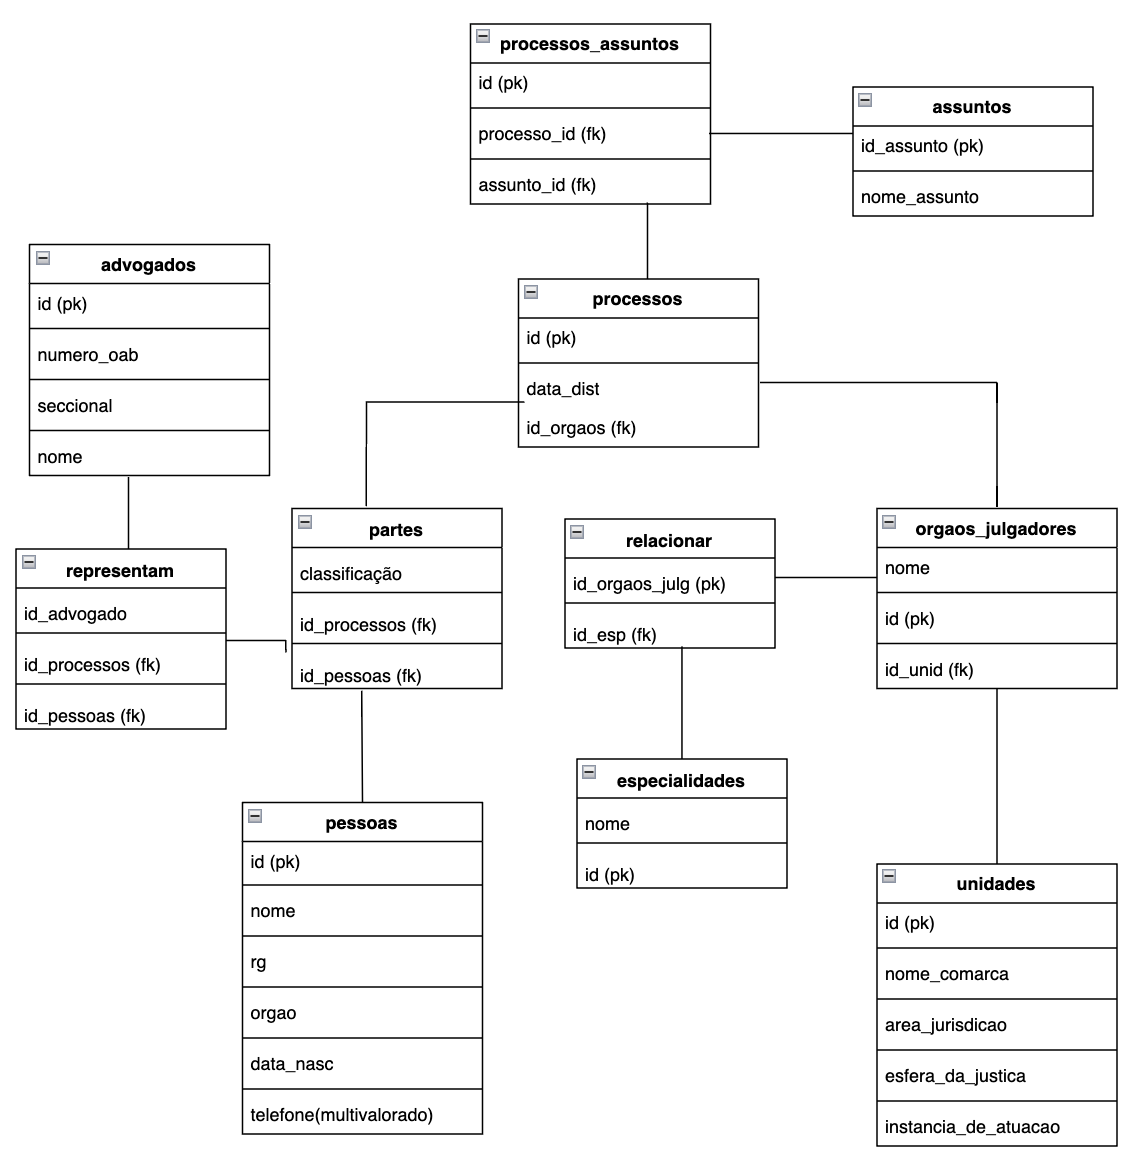 processos_assuntos
id (pk)
processo_id (fk)
assunto_id (fk)
assuntos
id_assunto (pk)
nome_assunto
advogados
id (pk)
numero_oab
seccional
nome
processos
id (pk)
data_dist
id_orgaos (fk)
representam
id_advogado
id_processos (fk)
id_pessoas (fk)
partes
classificação
id_processos (fk)
id_pessoas (fk)
relacionar
id_orgaos_julg (pk)
id_esp (fk)
orgaos_julgadores
nome
id (pk)
id_unid (fk)
especialidades
nome
id (pk)
pessoas
id (pk)
nome
rg
orgao
data_nasc
telefone(multivalorado)
unidades
id (pk)
nome_comarca
area_jurisdicao
esfera_da_justica
instancia_de_atuacao